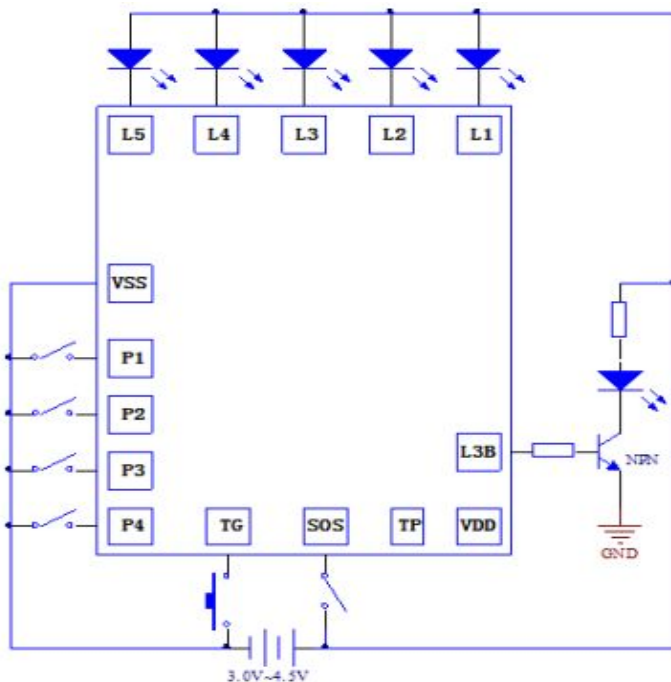 L5 L4 L3 L2 L1
VSS
P1
P2
P3
L3B NPN
P4 TG SOS TP VDD
GND
3.0V~4.5V